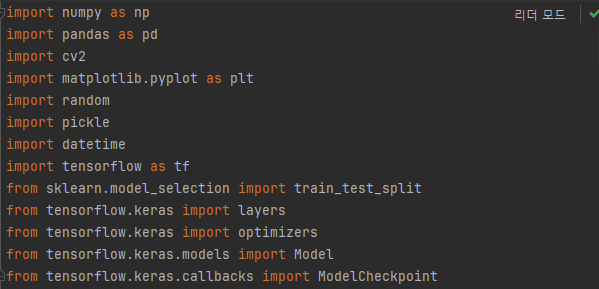 import numpy as np
리더 모드
import pandas as pd
import cv2
import matplotlib.pyplot as plt
import random
import pickle
import datetime
import tensorflow as tf
from sklearn.model_selection import train_test_split
from tensorflow.keras import layers
from tensorflow.keras import optimizers
from tensorflow.keras.models import Model
from tensorflow.keras.callbacks import ModelCheckpoint